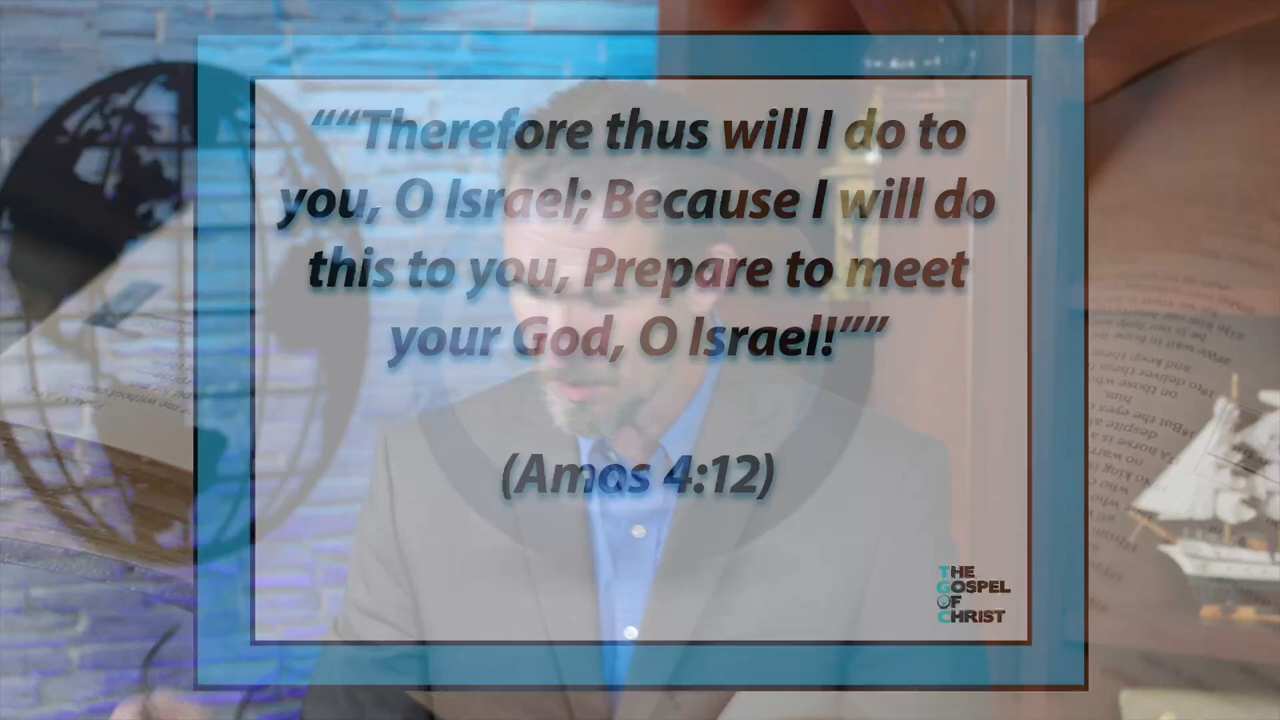 ““Therefore thus will I do to
you, O Israel; Because I will do
this to you, Prepare to meet
your God, O Israel!””
(Amos 4:12)
THE
GOSPEL
OF
CHRIST